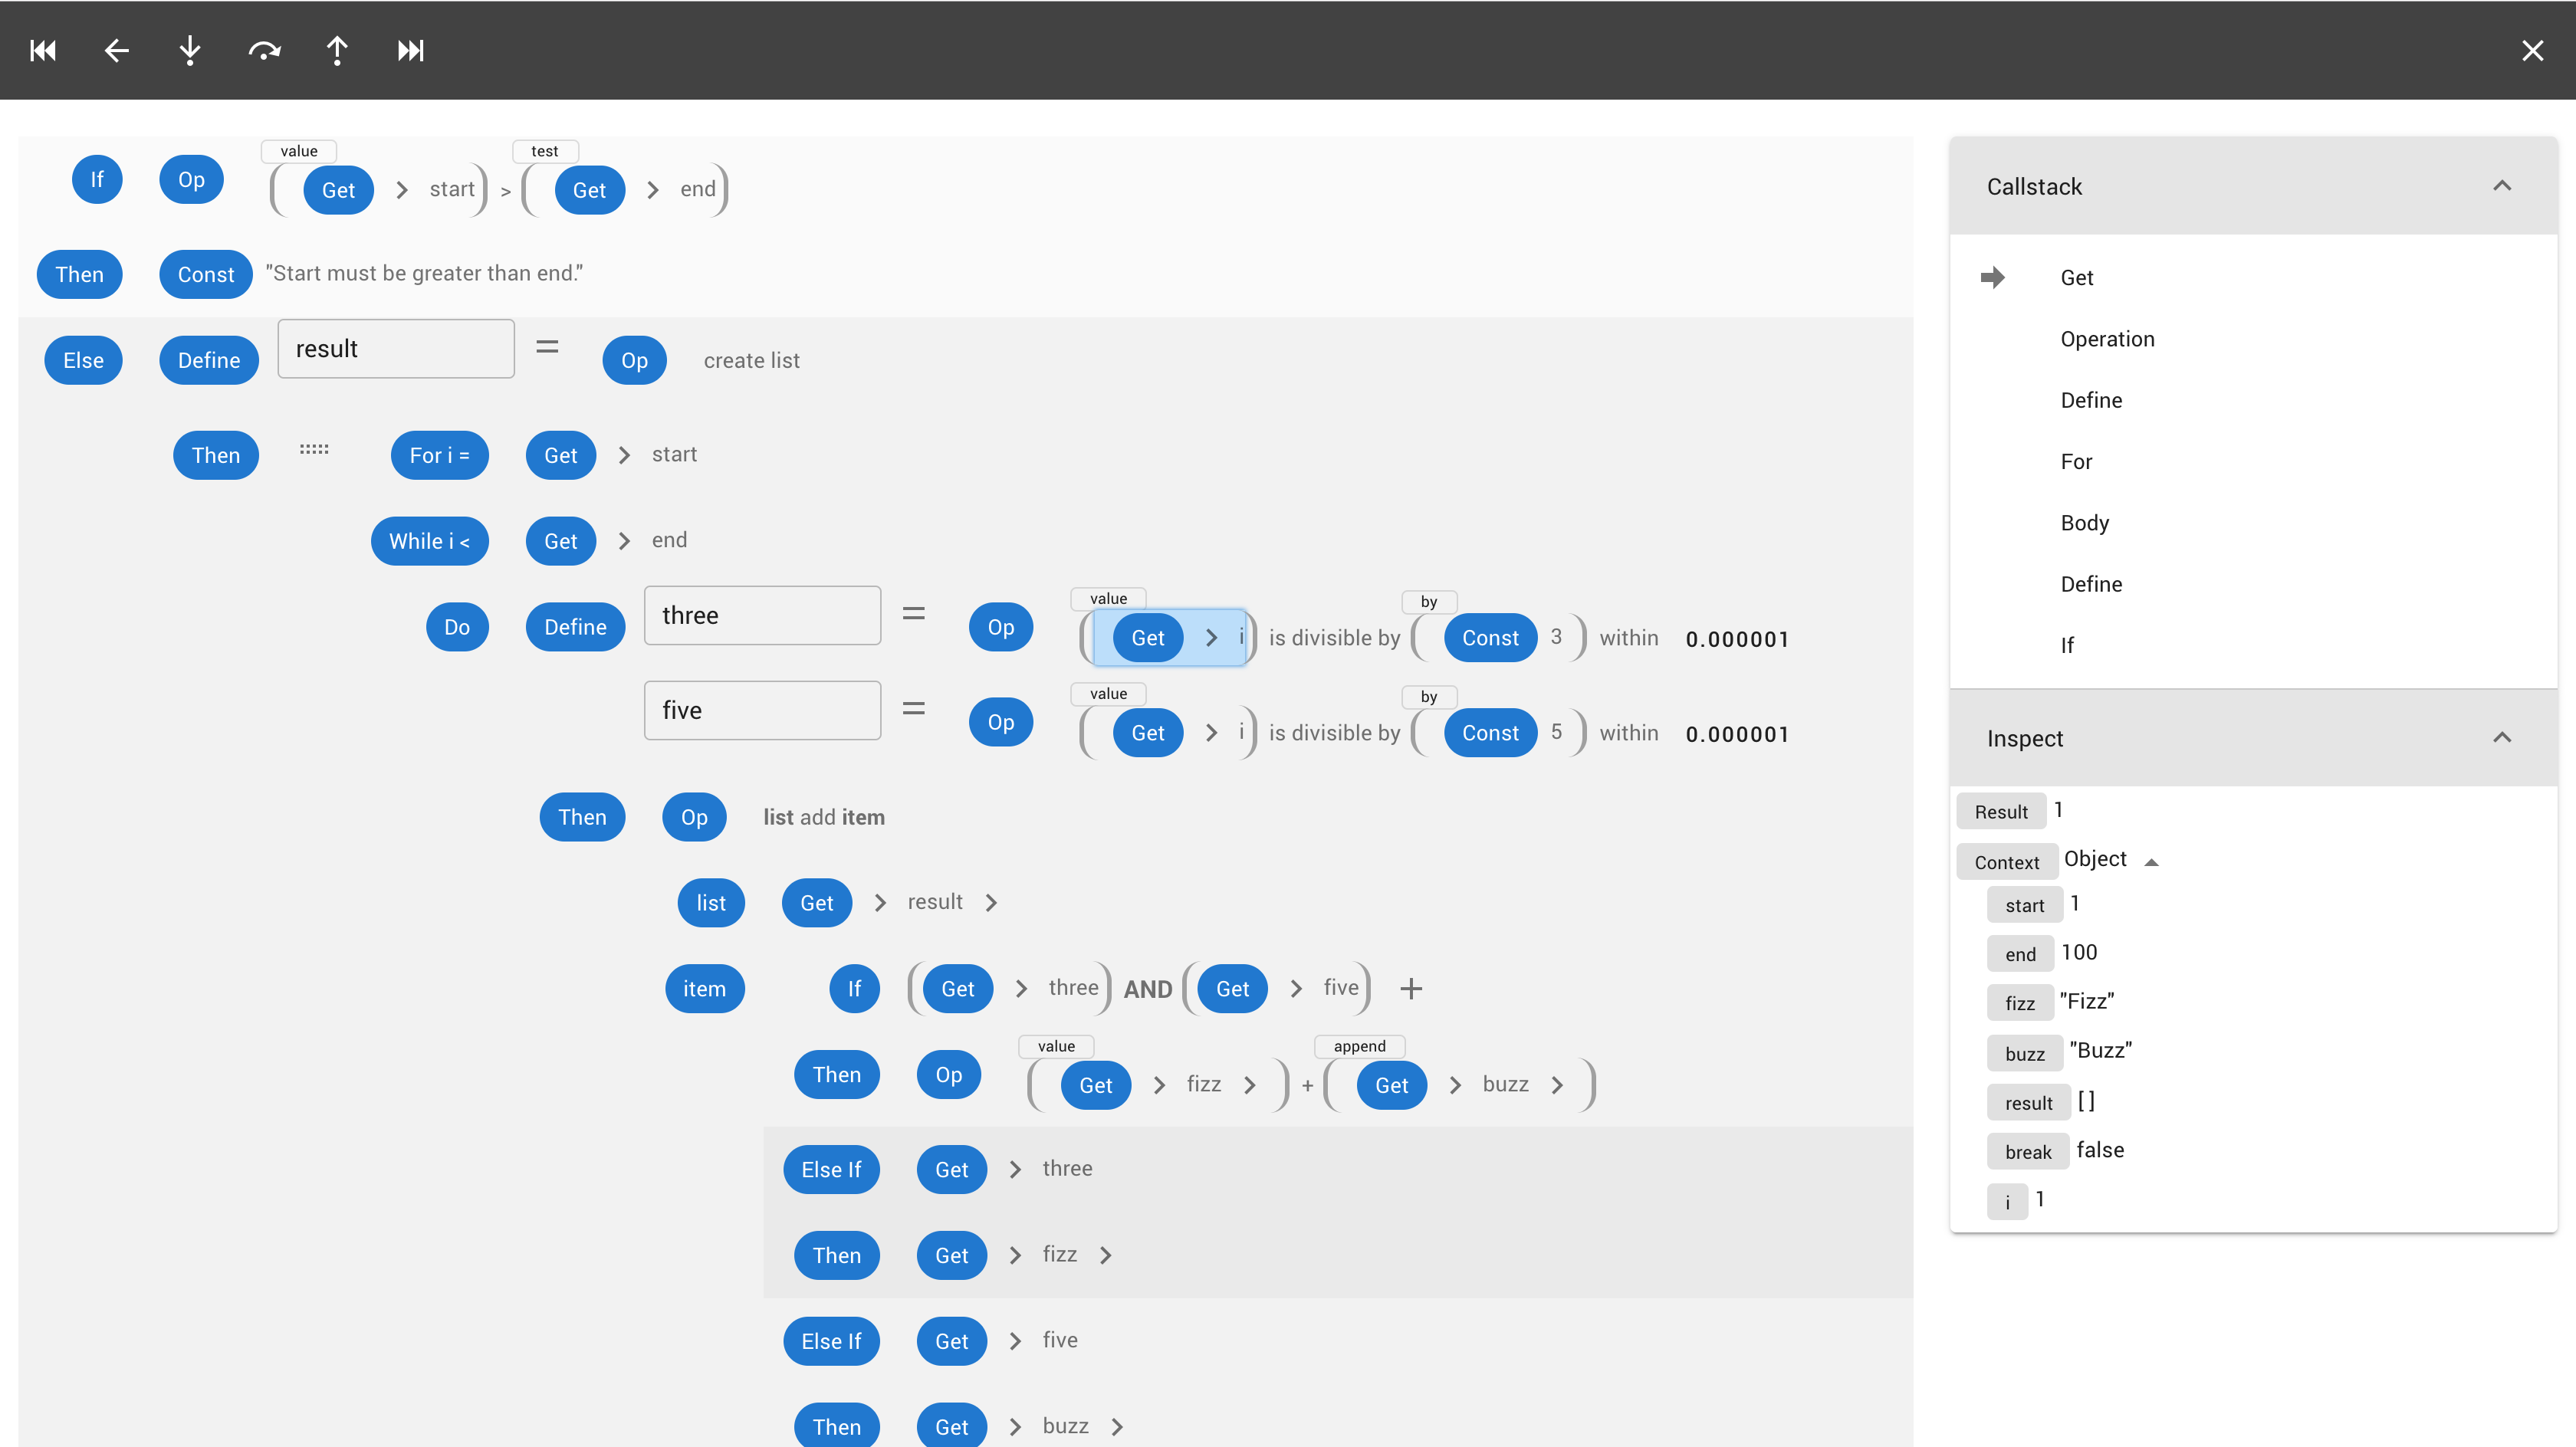 value test
If Op Get start > Get end
Then Const "Start must be greater than end."
Else Define result = Op create list
Then For i = Get start
While i < Get end
value by
Do Define three = Op Get i is divisible by Const 3 within 0.000001
value by
five = Op Get i is divisible by Const 5 within 0.000001
Then Op list add item
list Get result
item If Get three AND Get five +
value append
Then Op Get fizz + Get buzz
Else If Get three
Then Get fizz
Else If Get five
Then Get buzz
Callstack
Get
Operation
Define
For
Body
Define
If
Inspect
Result 1
Context Object
start 1
end 100
fizz "Fizz"
buzz "Buzz"
result []
break false
i 1